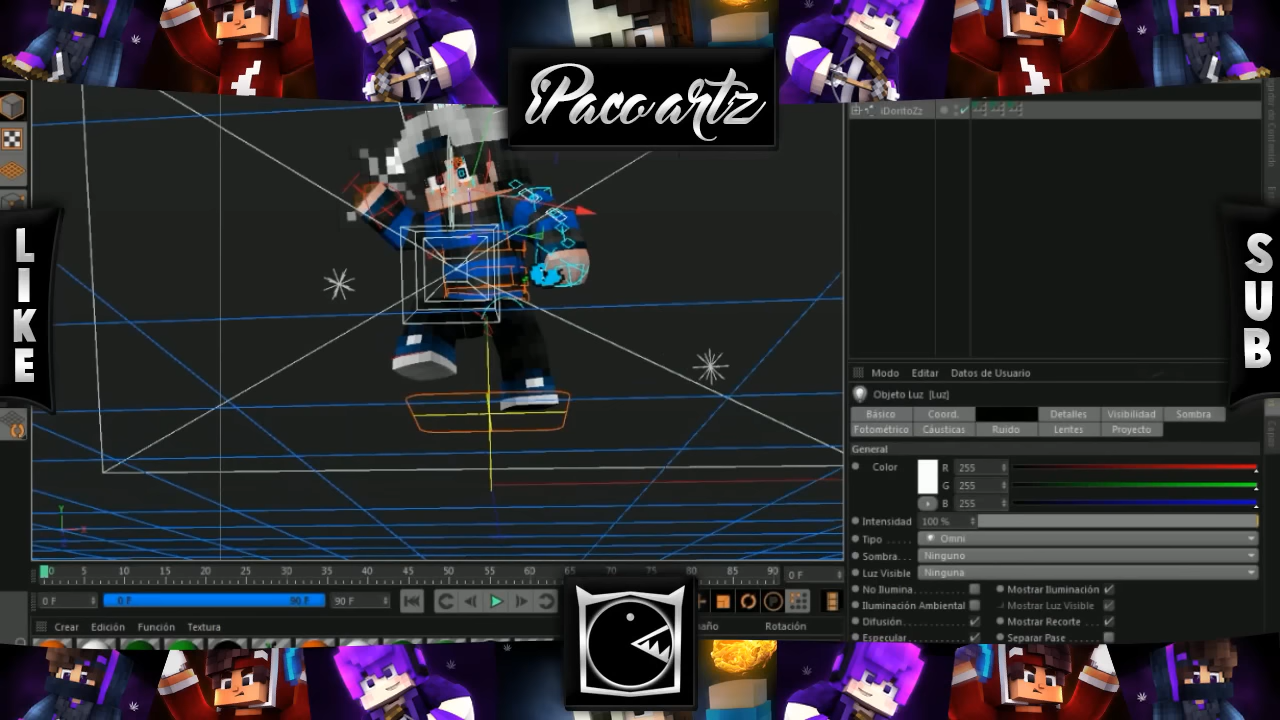 iPaco artz
iDoritoZz
LIKE
SUB
Modo Editar Datos de Usuario
Objeto Luz [Luz]
Básico Coord. Detalles Visibilidad Sombra
Fotométrico Cáusticas Ruido Lentes Proyecto
General
Color R 255
G 255
B 255
Intensidad 100 %
Tipo Omni
Sombra Ninguno
Luz Visible Ninguna
No Ilumina Mostrar Iluminación
Iluminación Ambiental Mostrar Luz Visible
Difusión Mostrar Recorte
Especular Separar Pase
Y
0 5 10 15 20 25 30 35 40 45 50 55 60 65 70 75 80 85 90 0 F
0 F 0 F 90 F 90 F
Crear Edición Función Textura
Rotación